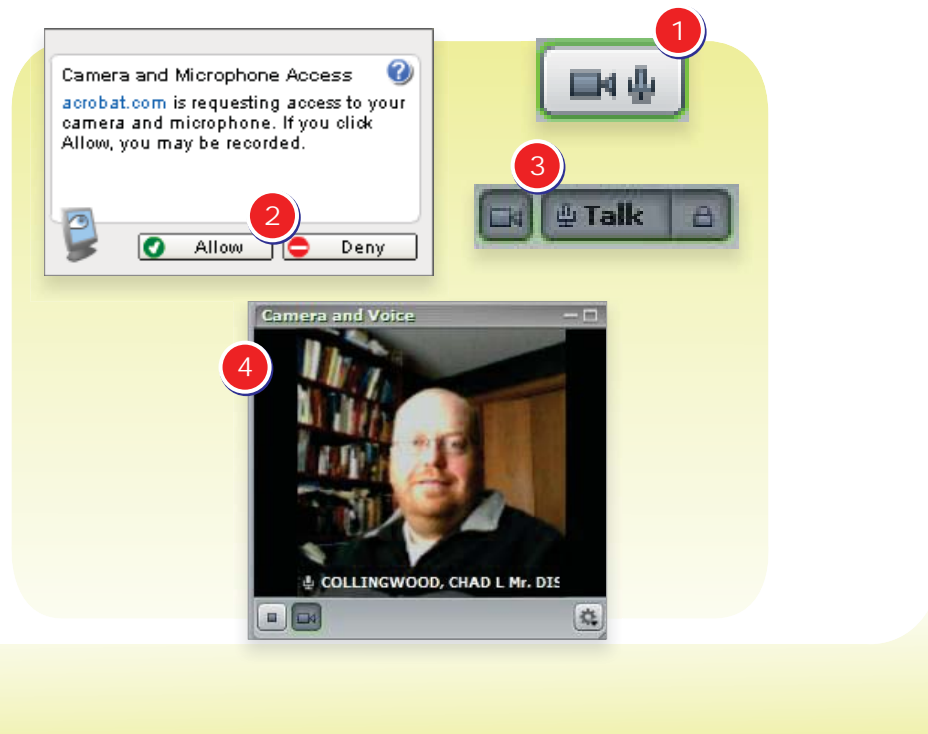 1
Camera and Microphone Access
acrobat.com is requesting access to your
camera and microphone. If you click
Allow, you may be recorded.
3
Talk
2
Allow
Deny
Camera and Voice
4
COLLINGWOOD, CHAD L Mr. DIS